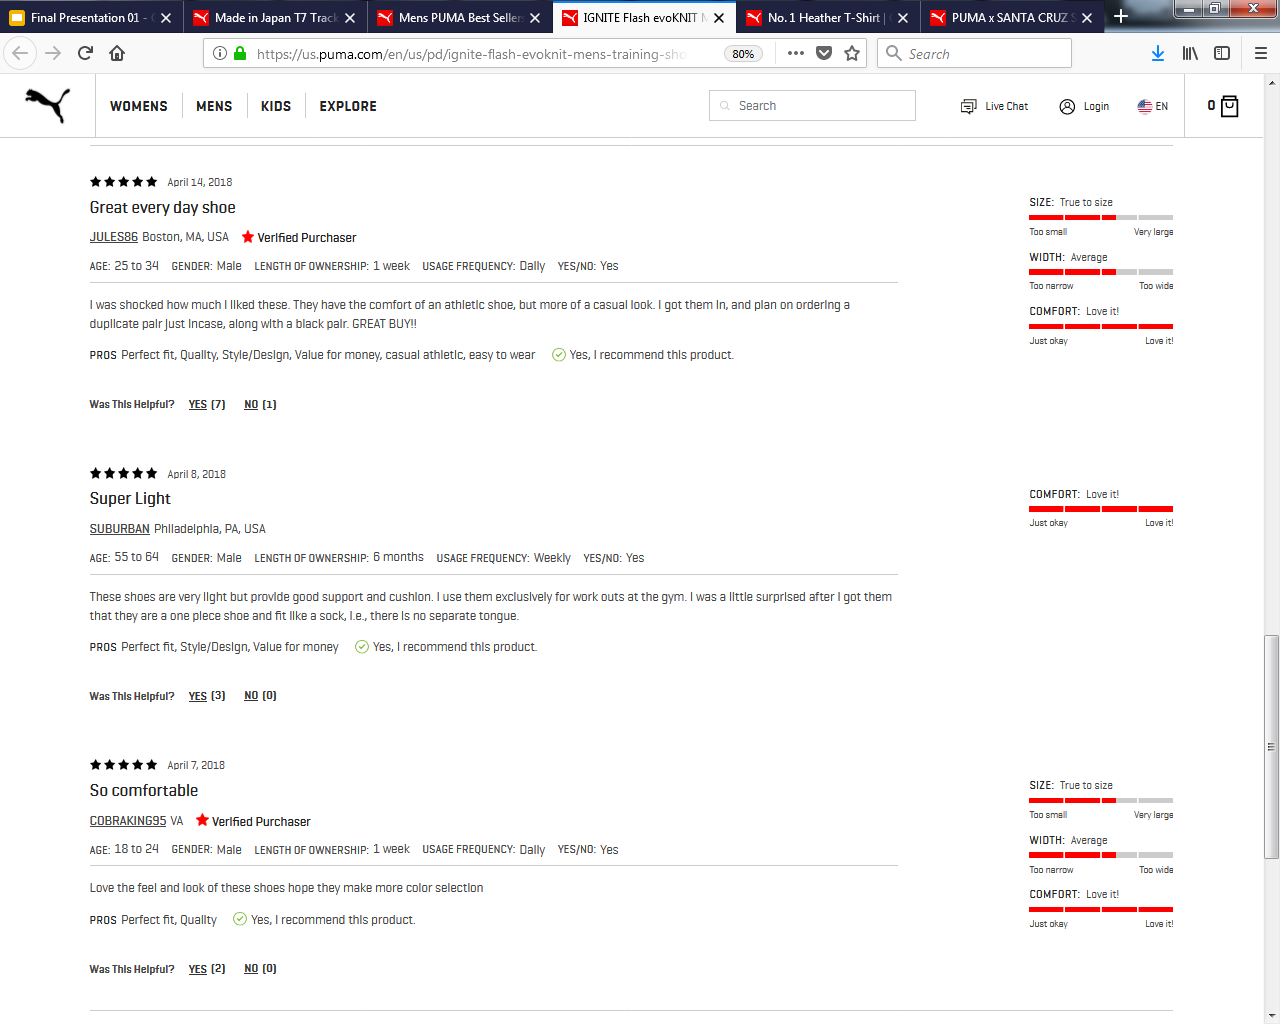 Final Presentation 01 -
Made in Japan T7 Track
Mens PUMA Best Sellers
IGNITE Flash evoKNIT M
No. 1 Heather T-Shirt |
PUMA x SANTA CRUZ S
https://us.puma.com/en/us/pd/ignite-flash-evoknit-mens-training-sho
80%
Search
WOMENS
MENS
KIDS
EXPLORE
Search
Live Chat
Login
EN
0
April 14, 2018
Great every day shoe
JULES86 Boston, MA, USA Verified Purchaser
AGE: 25 to 34 GENDER: Male LENGTH OF OWNERSHIP: 1 week USAGE FREQUENCY: Daily YES/NO: Yes
I was shocked how much I liked these. They have the comfort of an athletic shoe, but more of a casual look. I got them in, and plan on ordering a
duplicate pair just incase, along with a black pair. GREAT BUY!!
PROS Perfect fit, Quality, Style/Design, Value for money, casual athletic, easy to wear Yes, I recommend this product.
Was This Helpful? YES (7) NO (1)
SIZE: True to size
Too small Very large
WIDTH: Average
Too narrow Too wide
COMFORT: Love it!
Just okay Love it!
April 8, 2018
Super Light
SUBURBAN Philadelphia, PA, USA
AGE: 55 to 64 GENDER: Male LENGTH OF OWNERSHIP: 6 months USAGE FREQUENCY: Weekly YES/NO: Yes
These shoes are very light but provide good support and cushion. I use them exclusively for work outs at the gym. I was a little surprised after I got them
that they are a one piece shoe and fit like a sock, i.e., there is no separate tongue.
PROS Perfect fit, Style/Design, Value for money Yes, I recommend this product.
Was This Helpful? YES (3) NO (0)
COMFORT: Love it!
Just okay Love it!
April 7, 2018
So comfortable
COBRAKING95 VA Verified Purchaser
AGE: 18 to 24 GENDER: Male LENGTH OF OWNERSHIP: 1 week USAGE FREQUENCY: Daily YES/NO: Yes
Love the feel and look of these shoes hope they make more color selection
PROS Perfect fit, Quality Yes, I recommend this product.
Was This Helpful? YES (2) NO (0)
SIZE: True to size
Too small Very large
WIDTH: Average
Too narrow Too wide
COMFORT: Love it!
Just okay Love it!